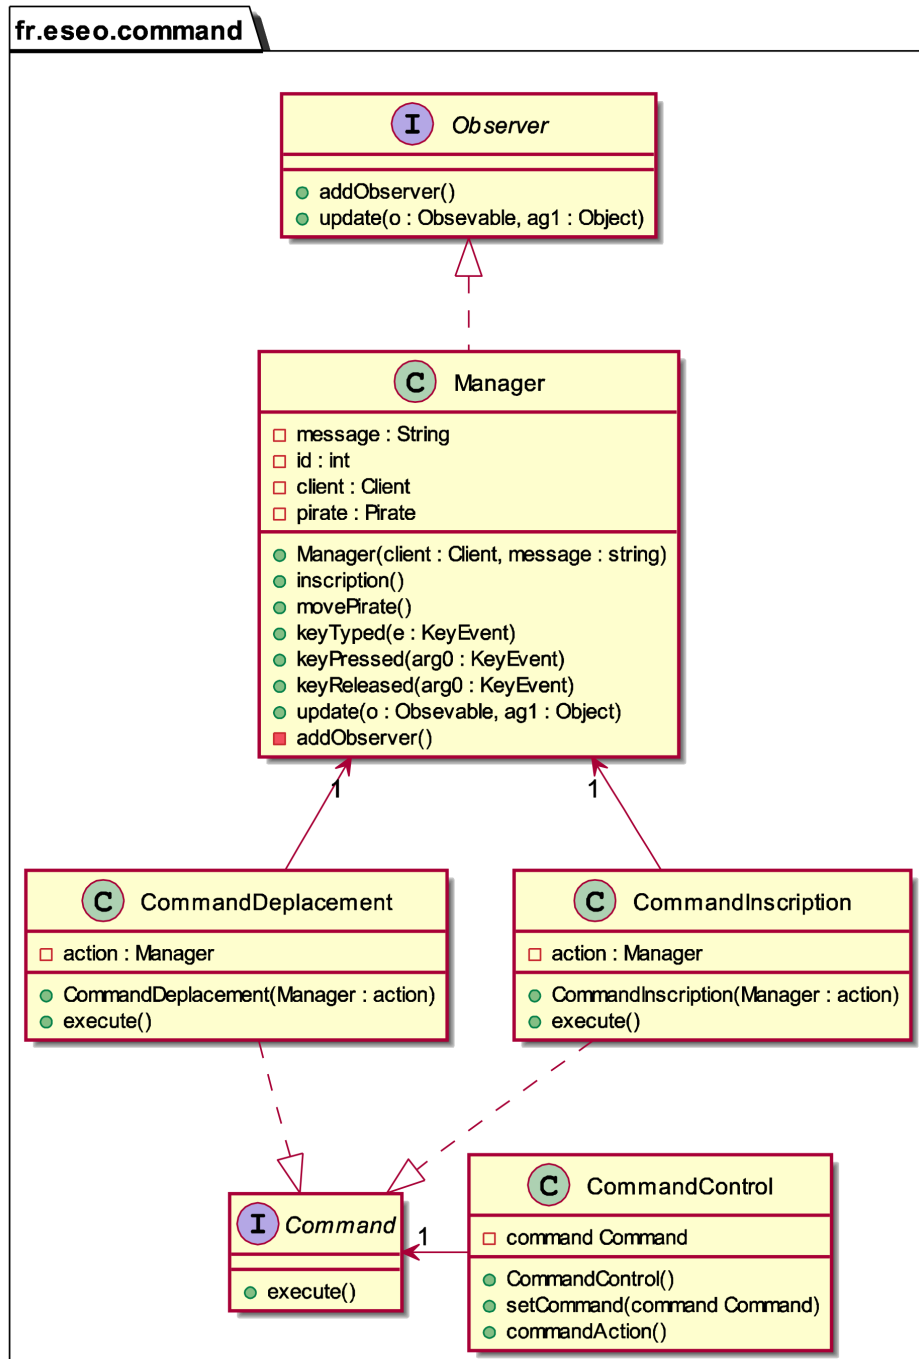 fr.eseo.command
I Observer
addObserver()
update(o : Obsevable, ag1 : Object)
C Manager
message : String
id : int
client : Client
pirate : Pirate
Manager(client : Client, message : string)
inscription()
movePirate()
keyTyped(e : KeyEvent)
keyPressed(arg0 : KeyEvent)
keyReleased(arg0 : KeyEvent)
update(o : Obsevable, ag1 : Object)
addObserver()
1
1
C CommandDeplacement
action : Manager
CommandDeplacement(Manager : action)
execute()
C CommandInscription
action : Manager
CommandInscription(Manager : action)
execute()
I Command
execute()
1
C CommandControl
command Command
CommandControl()
setCommand(command Command)
commandAction()